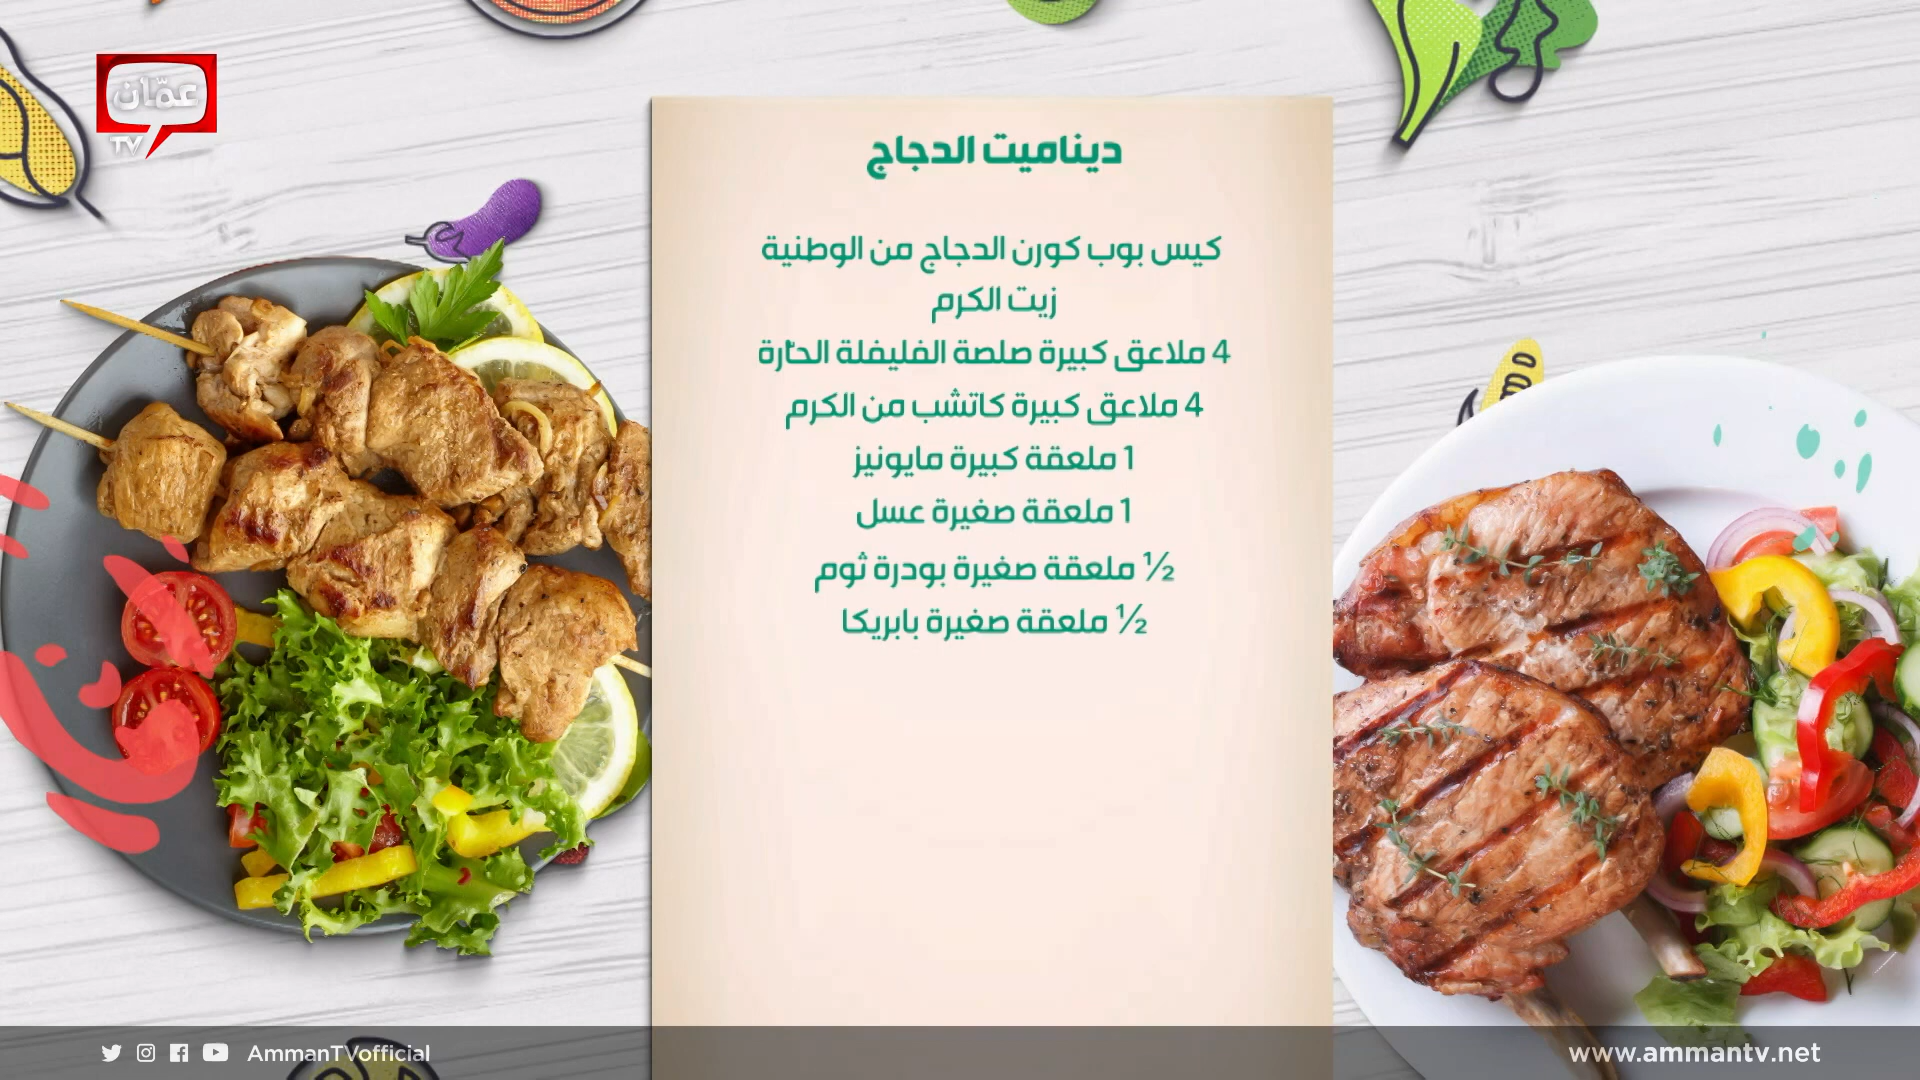 عمّان
TV
ديناميت الدجاج
كيس بوب كورن الدجاج من الوطنية
زيت الكرم
4 ملاعق كبيرة صلصة الفليفلة الحارة
4 ملاعق كبيرة كاتشب من الكرم
1 ملعقة كبيرة مايونيز
1 ملعقة صغيرة عسل
½ ملعقة صغيرة بودرة ثوم
½ ملعقة صغيرة بابريكا
AmmanTVofficial
www.ammantv.net